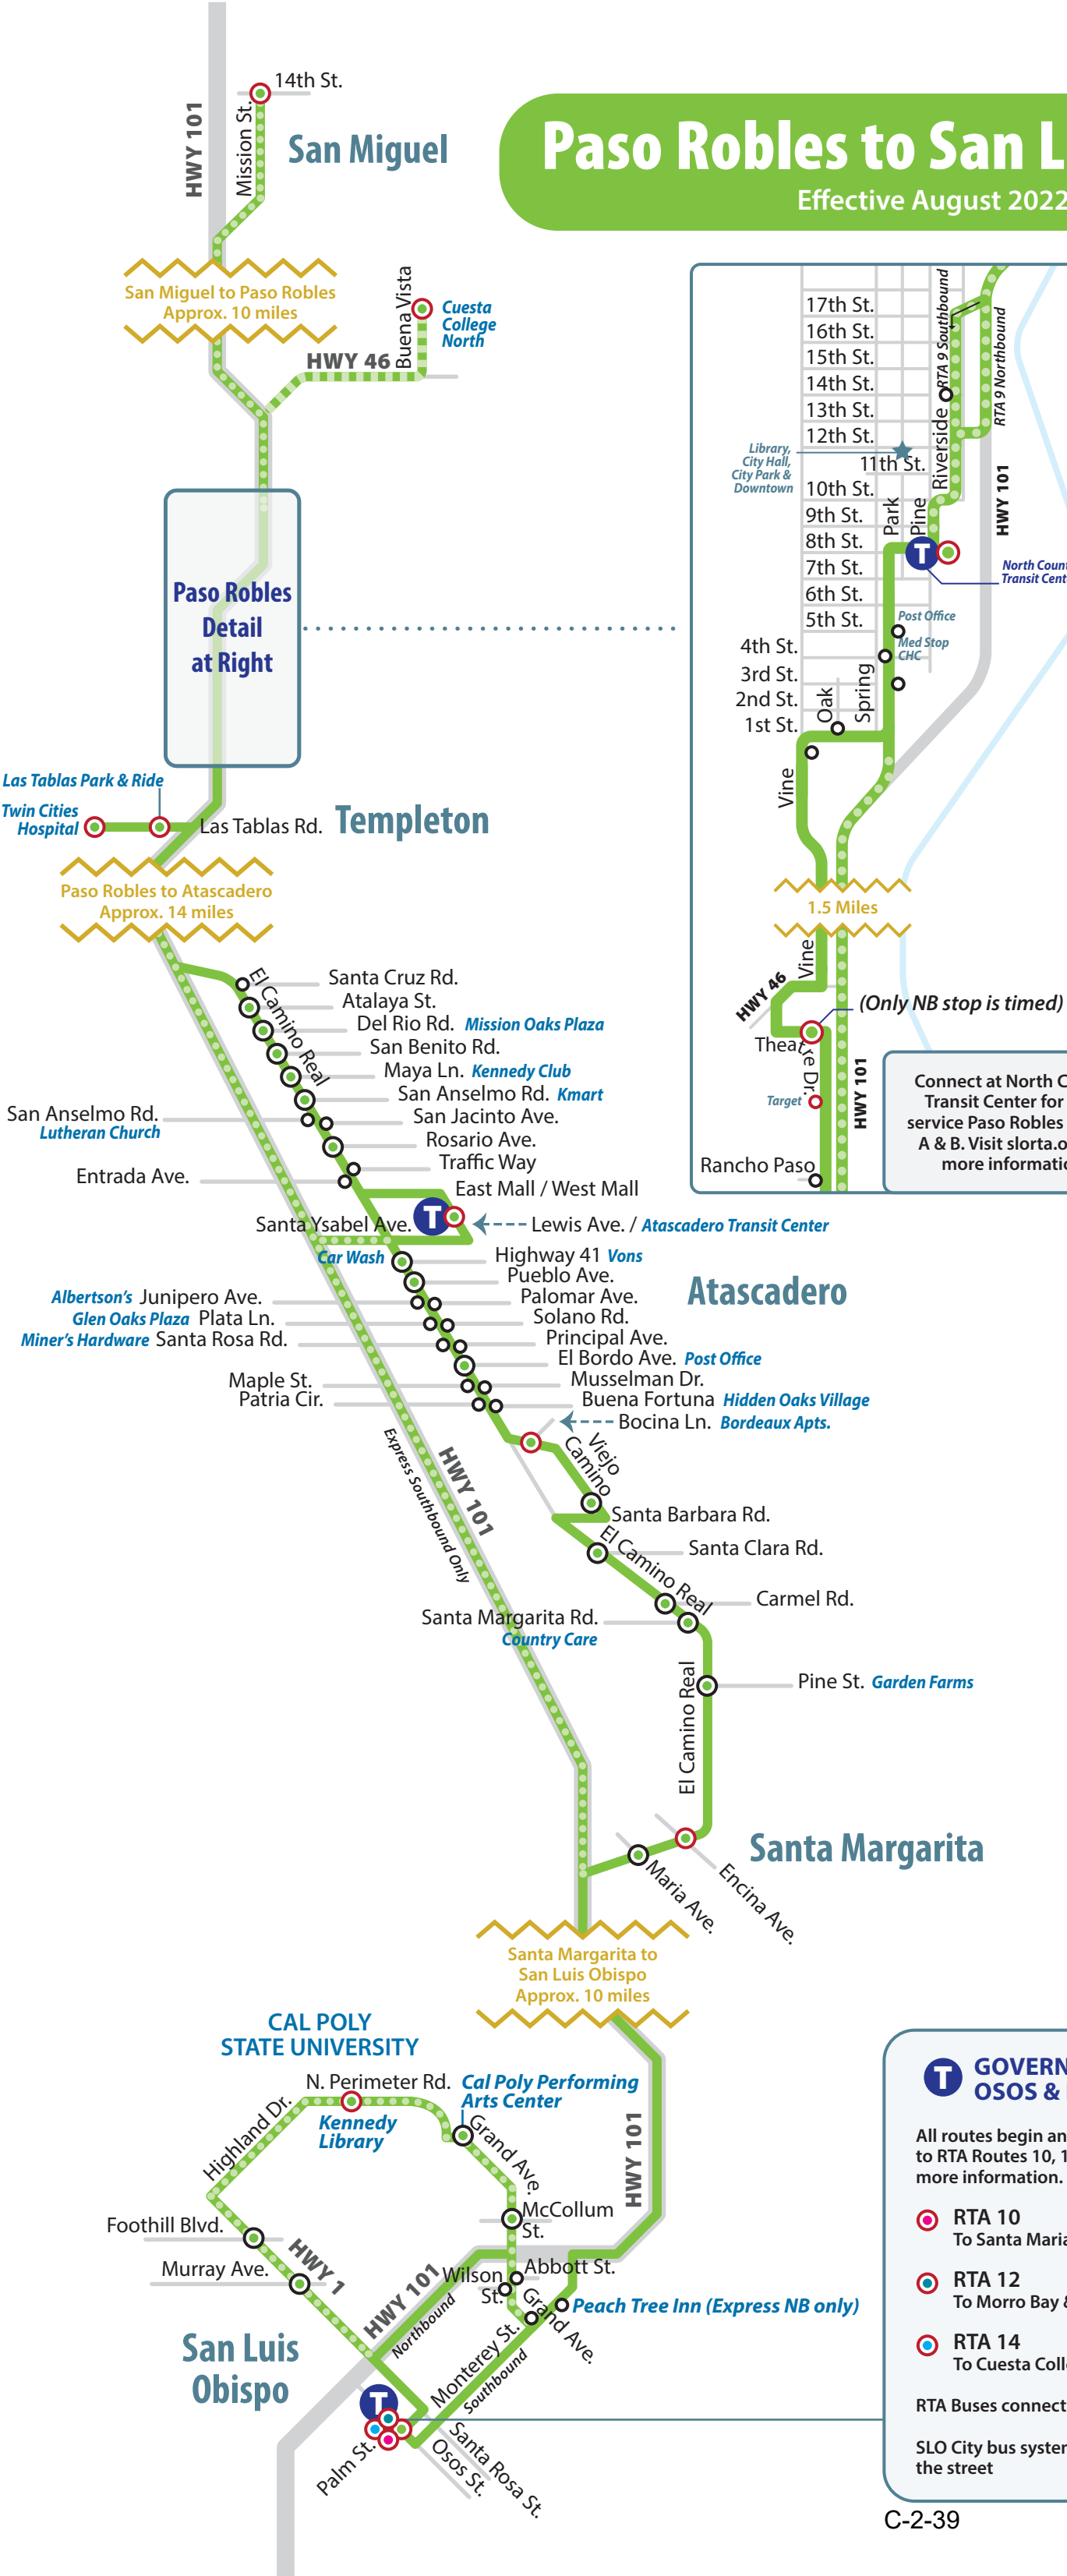 14th St.
HWY 101
Mission St.
San Miguel
Paso Robles to San L
Effective August 2022
San Miguel to Paso Robles
Approx. 10 miles
Buena Vista
Cuesta
College
North
HWY 46
Paso Robles
Detail
at Right
17th St.
16th St.
15th St.
14th St.
13th St.
12th St.
11th St.
10th St.
9th St.
8th St.
7th St.
6th St.
5th St.
4th St.
3rd St.
2nd St.
1st St.
RTA 9 Southbound
RTA 9 Northbound
Riverside
HWY 101
Library,
City Hall,
City Park &
Downtown
Park
Pine
T
North Coun
Transit Cent
Post Office
Med Stop
CHC
Spring
Oak
Vine
1.5 Miles
Vine
HWY 46
(Only NB stop is timed)
Theatre Dr.
HWY 101
Target
Rancho Paso
Connect at North C
Transit Center for
service Paso Robles
A & B. Visit slorta.o
more informatio
Las Tablas Park & Ride
Twin Cities
Hospital
Las Tablas Rd.
Templeton
Paso Robles to Atascadero
Approx. 14 miles
El Camino Real
Santa Cruz Rd.
Atalaya St.
Del Rio Rd. Mission Oaks Plaza
San Benito Rd.
Maya Ln. Kennedy Club
San Anselmo Rd. Kmart
San Anselmo Rd.
Lutheran Church
San Jacinto Ave.
Rosario Ave.
Traffic Way
Entrada Ave.
East Mall / West Mall
Santa Ysabel Ave.
T
Lewis Ave. / Atascadero Transit Center
Car Wash
Highway 41 Vons
Pueblo Ave.
Atascadero
Albertson's Junipero Ave.
Palomar Ave.
Glen Oaks Plaza Plata Ln.
Solano Rd.
Miner's Hardware Santa Rosa Rd.
Principal Ave.
El Bordo Ave. Post Office
Maple St.
Musselman Dr.
Patria Cir.
Buena Fortuna Hidden Oaks Village
Bocina Ln. Bordeaux Apts.
Viejo
Camino
HWY 101
Express Southbound Only
Santa Barbara Rd.
El Camino Real
Santa Clara Rd.
Carmel Rd.
Santa Margarita Rd.
Country Care
El Camino Real
Pine St. Garden Farms
Santa Margarita
Maria Ave.
Encina Ave.
Santa Margarita to
San Luis Obispo
Approx. 10 miles
CAL POLY
STATE UNIVERSITY
N. Perimeter Rd.
Cal Poly Performing
Arts Center
Kennedy
Library
Highland Dr.
Grand Ave.
HWY 101
McCollum
St.
Foothill Blvd.
Murray Ave.
HWY 1
HWY 101
Northbound
Wilson
St.
Abbott St.
Grand Ave.
Peach Tree Inn (Express NB only)
Monterey St.
Southbound
San Luis
Obispo
T
Palm St.
Osos St.
Santa Rosa St.
T
GOVERN
OSOS &
All routes begin an
to RTA Routes 10, 1
more information.
RTA 10
To Santa Maria
RTA 12
To Morro Bay &
RTA 14
To Cuesta Coll
RTA Buses connect
SLO City bus syster
the street
C-2-39